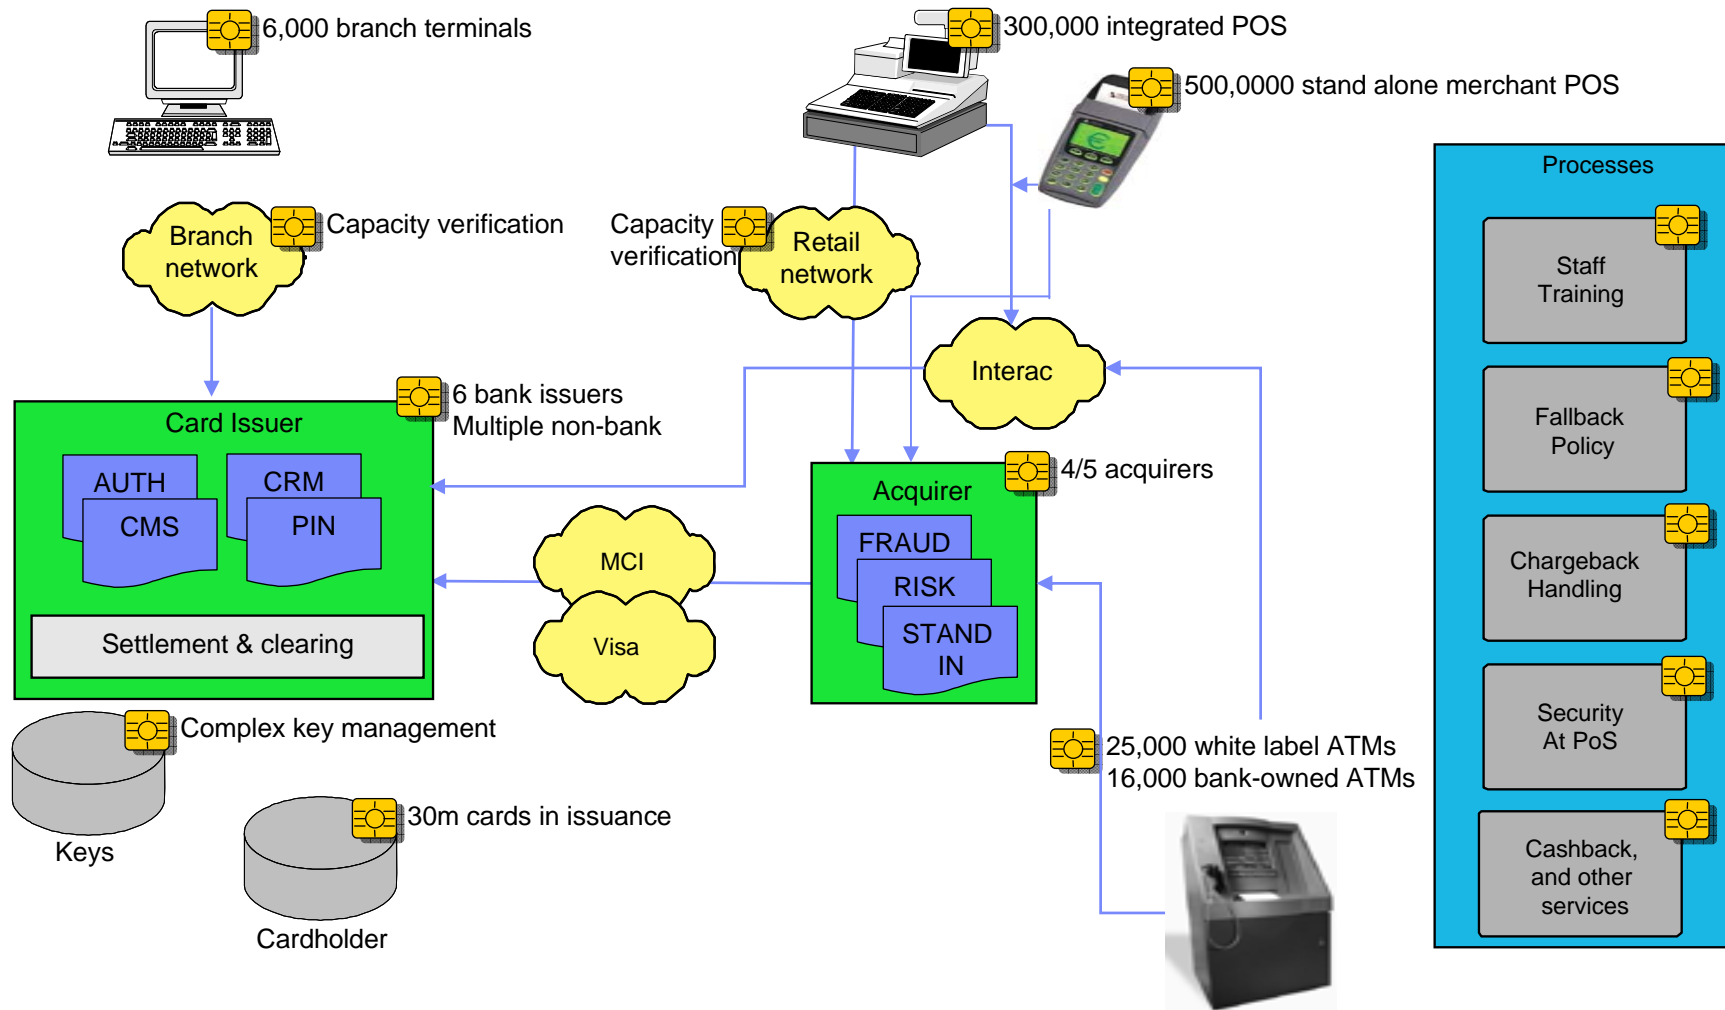 6,000 branch terminals
300,000 integrated POS
500,0000 stand alone merchant POS
Processes
Branch
network
Capacity verification
Capacity
verification
Retail
network
Staff
Training
Interac
6 bank issuers
Multiple non-bank
Card Issuer
AUTH
CMS
CRM
PIN
Settlement & clearing
MCI
Visa
4/5 acquirers
Acquirer
FRAUD
RISK
STAND
IN
Fallback
Policy
Chargeback
Handling
Security
At PoS
Cashback,
and other
services
Complex key management
Keys
30m cards in issuance
Cardholder
25,000 white label ATMs
16,000 bank-owned ATMs